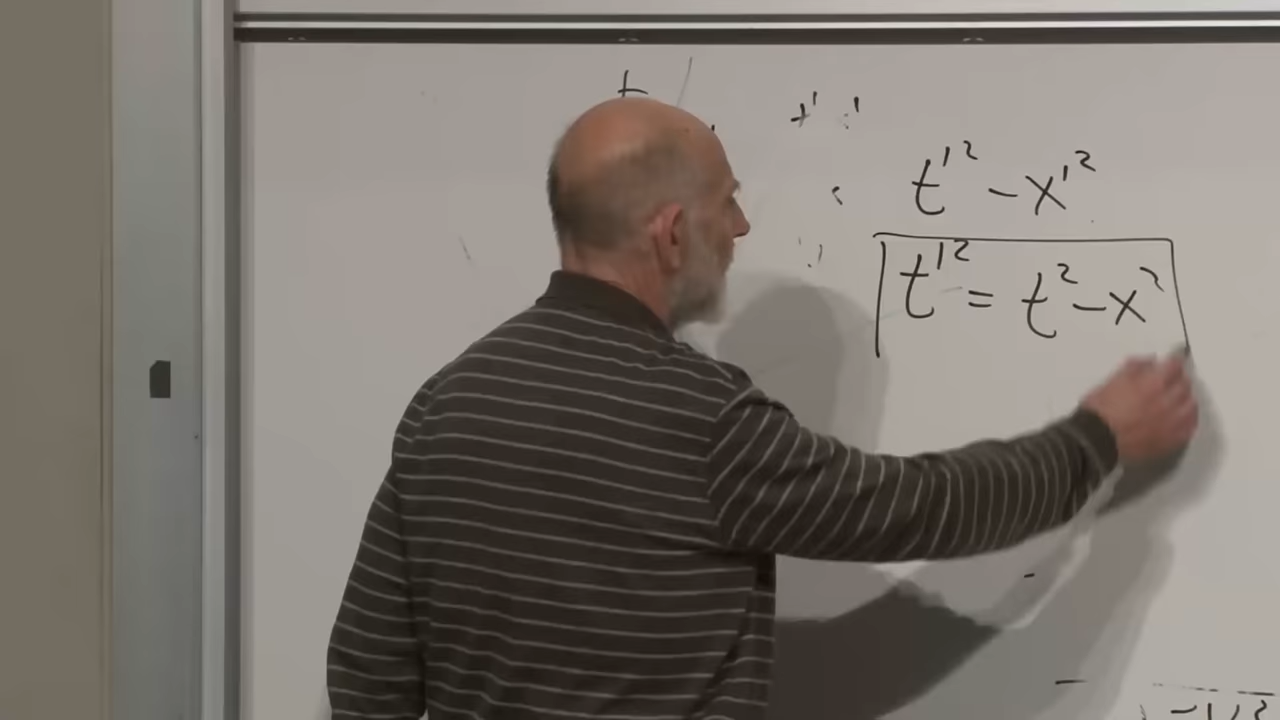 t
t'
t'² - x'²
t'² = t² - x²